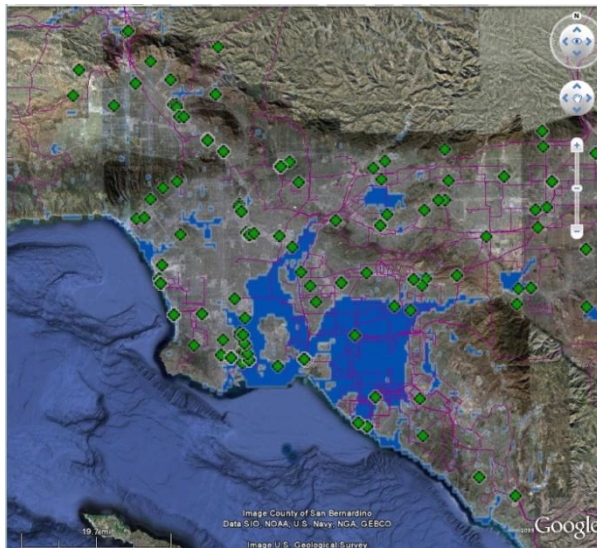 N
Image County of San Bernardino
Data SIO, NOAA, U.S. Navy, NGA, GEBCO
Google
Image U.S. Geological Survey